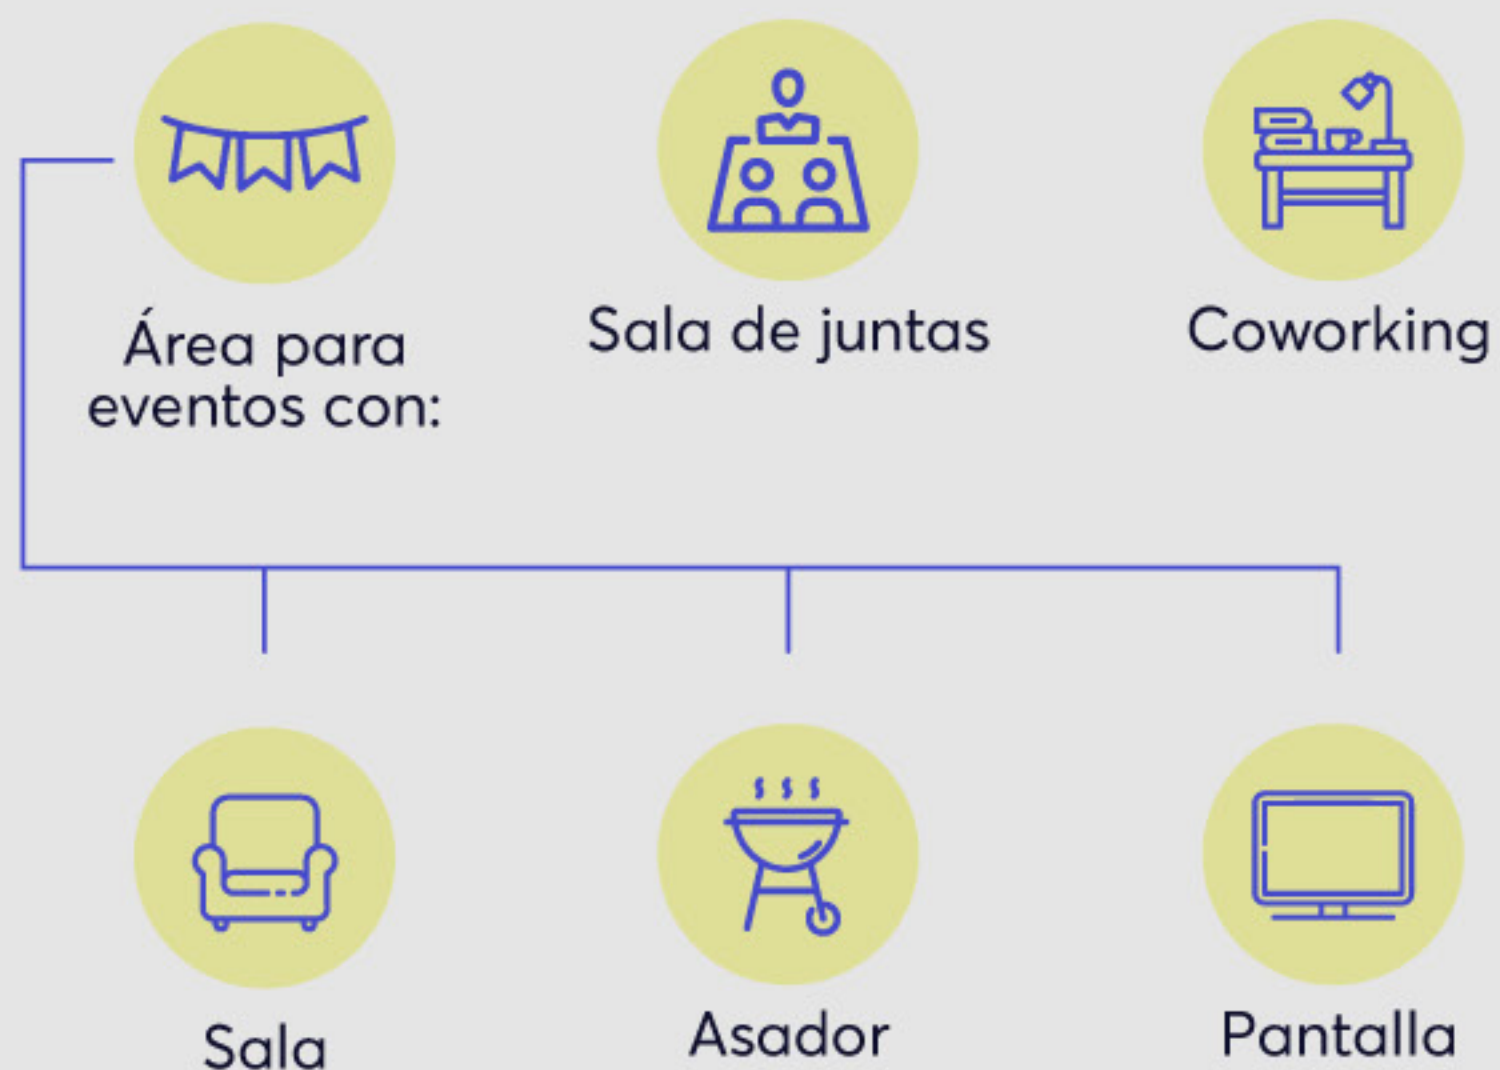 Área para
eventos con:
Sala de juntas
Coworking
Sala
Asador
Pantalla